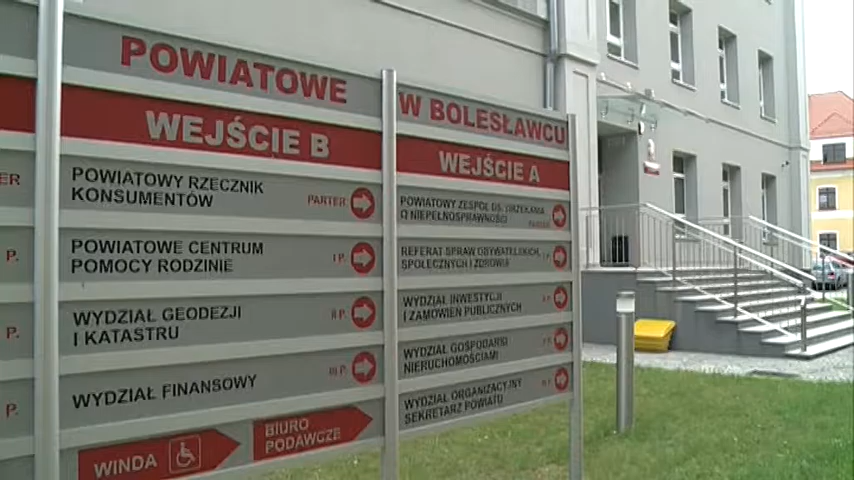 POWIATOWE
WEJŚCIE B
POWIATOWY RZECZNIK
KONSUMENTÓW
PARTER
POWIATOWE CENTRUM
POMOCY RODZINIE
I P.
WYDZIAŁ GEODEZJI
I KATASTRU
II P.
WYDZIAŁ FINANSOWY
III P.
WINDA
BIURO
PODAWCZE
W BOLESŁAWCU
WEJŚCIE A
POWIATOWY ZESPÓŁ DS. ORZEKANIA
O NIEPEŁNOSPRAWNOŚCI
PARTER
REFERAT SPRAW OBYWATELSKICH,
SPOŁECZNYCH I ZDROWIA
I P.
WYDZIAŁ INWESTYCJI
I ZAMÓWIEŃ PUBLICZNYCH
WYDZIAŁ GOSPODARKI
NIERUCHOMOŚCIAMI
WYDZIAŁ ORGANIZACYJNY
SEKRETARZ POWIATU
P.
P.
P.